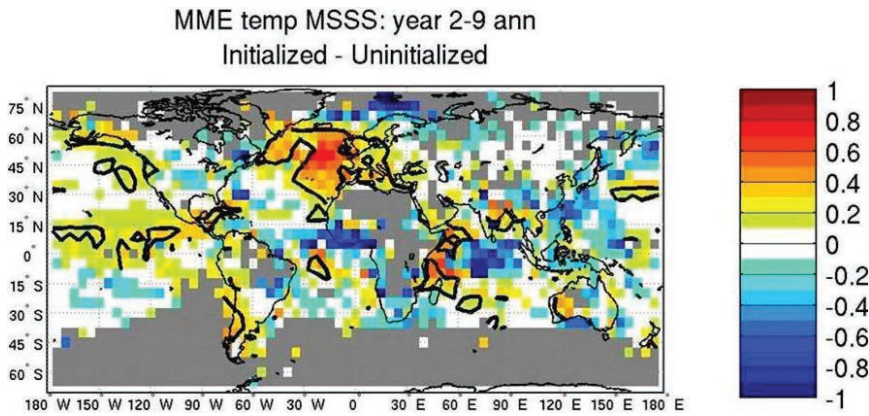 MME temp MSSS: year 2-9 ann
Initialized - Uninitialized
75° N
60° N
45° N
30° N
15° N
0°
15° S
30° S
45° S
60° S
180 W 150 W 120 W 90 W 60 W 30 W 0 30 E 60 E 90 E 120 E 150 E 180 E
1
0.8
0.6
0.4
0.2
0
-0.2
-0.4
-0.6
-0.8
-1